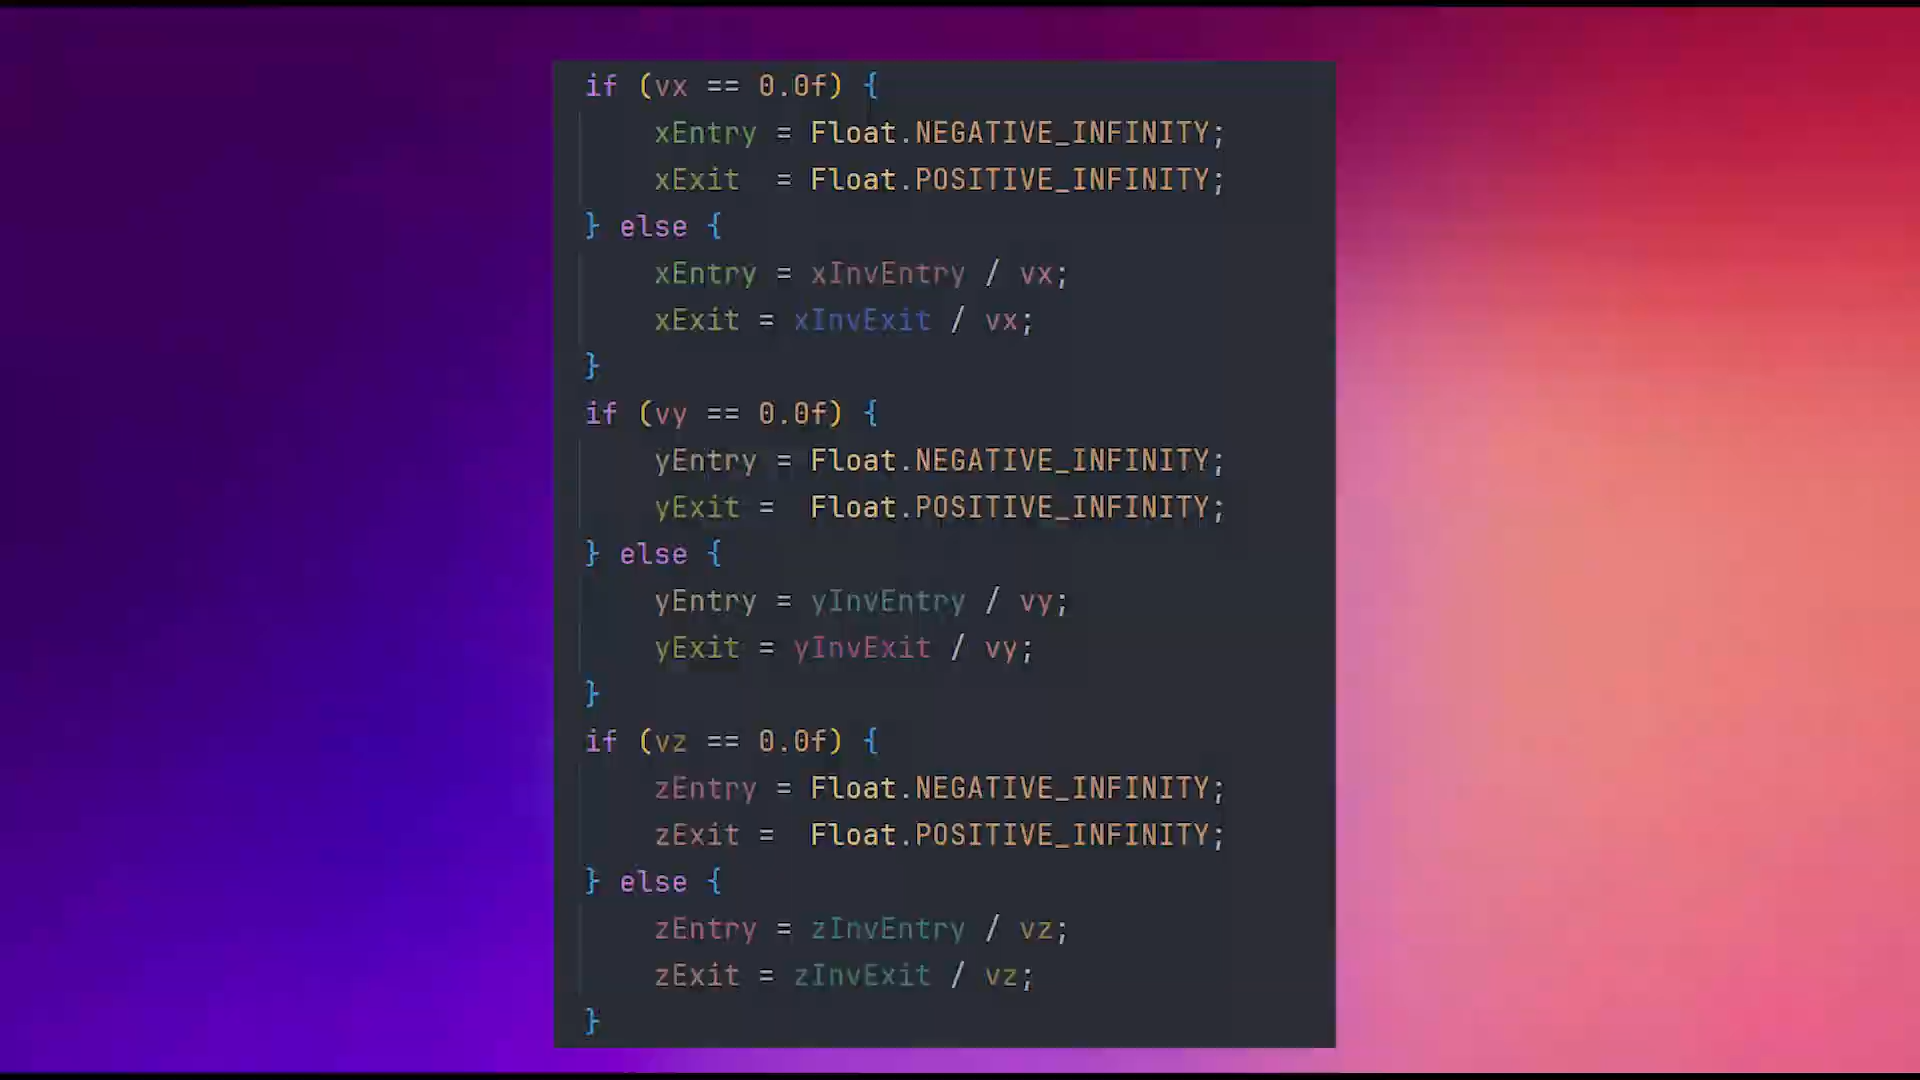 if (vx == 0.0f) {
    xEntry = Float.NEGATIVE_INFINITY;
    xExit  = Float.POSITIVE_INFINITY;
} else {
    xEntry = xInvEntry / vx;
    xExit = xInvExit / vx;
}
if (vy == 0.0f) {
    yEntry = Float.NEGATIVE_INFINITY;
    yExit =  Float.POSITIVE_INFINITY;
} else {
    yEntry = yInvEntry / vy;
    yExit = yInvExit / vy;
}
if (vz == 0.0f) {
    zEntry = Float.NEGATIVE_INFINITY;
    zExit =  Float.POSITIVE_INFINITY;
} else {
    zEntry = zInvEntry / vz;
    zExit = zInvExit / vz;
}